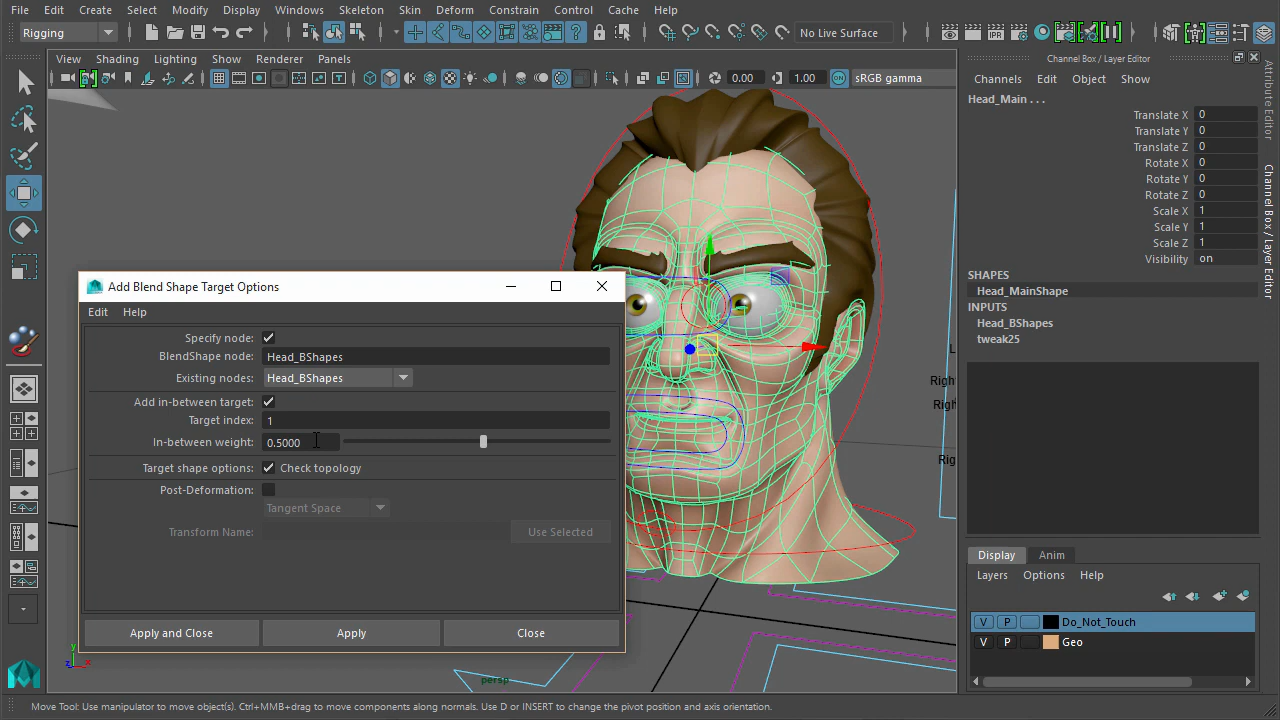 File Edit Create Select Modify Display Windows Skeleton Skin Deform Constrain Control Cache Help
Rigging
No Live Surface
View Shading Lighting Show Renderer Panels
0.00
1.00
ON
sRGB gamma
Channel Box / Layer Editor
Channels Edit Object Show
Head_Main . . .
Translate X 0
Translate Y 0
Translate Z 0
Rotate X 0
Rotate Y 0
Rotate Z 0
Scale X 1
Scale Y 1
Scale Z 1
Visibility on
SHAPES
Head_MainShape
INPUTS
Head_BShapes
tweak25
Attribute Editor
Channel Box / Layer Editor
Add Blend Shape Target Options
Edit Help
Specify node:
BlendShape node: Head_BShapes
Existing nodes: Head_BShapes
Add in-between target:
Target index: 1
In-between weight: 0.5000
Target shape options: Check topology
Post-Deformation:
Tangent Space
Transform Name: Use Selected
Apply and Close Apply Close
L
Right
Right
Rig
y
z x
persp
Display Anim
Layers Options Help
V P Do_Not_Touch
V P Geo
Move Tool: Use manipulator to move object(s). Ctrl+MMB+drag to move components along normals. Use D or INSERT to change the pivot position and axis orientation.